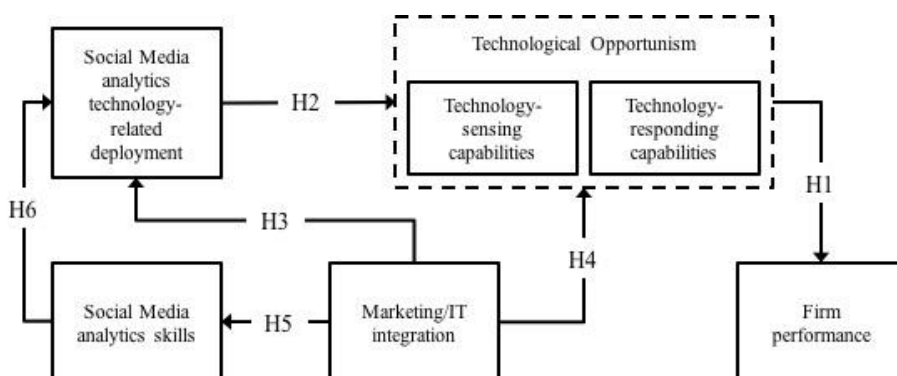 Social Media
analytics
technology-
related
deployment
H2
Technological Opportunism
Technology-
sensing
capabilities
Technology-
responding
capabilities
H1
H6
H3
H4
Social Media
analytics skills
H5
Marketing/IT
integration
Firm
performance